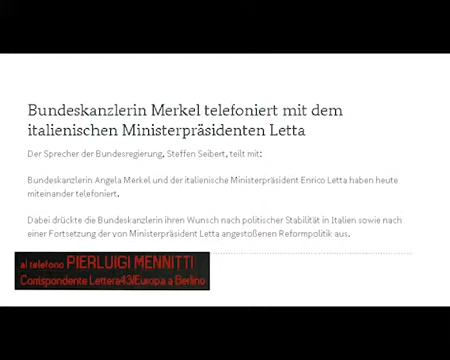 Bundeskanzlerin Merkel telefoniert mit dem
italienischen Ministerpräsidenten Letta
Der Sprecher der Bundesregierung, Steffen Seibert, teilt mit:
Bundeskanzlerin Angela Merkel und der italienische Ministerpräsident Enrico Letta haben heute
miteinander telefoniert.
Dabei drückte die Bundeskanzlerin ihren Wunsch nach politischer Stabilität in Italien sowie nach
einer Fortsetzung der von Ministerpräsident Letta angestoßenen Reformpolitik aus.
al telefono PIERLUIGI MENNITTI
Corrispondente Lettera43/Europa a Berlino